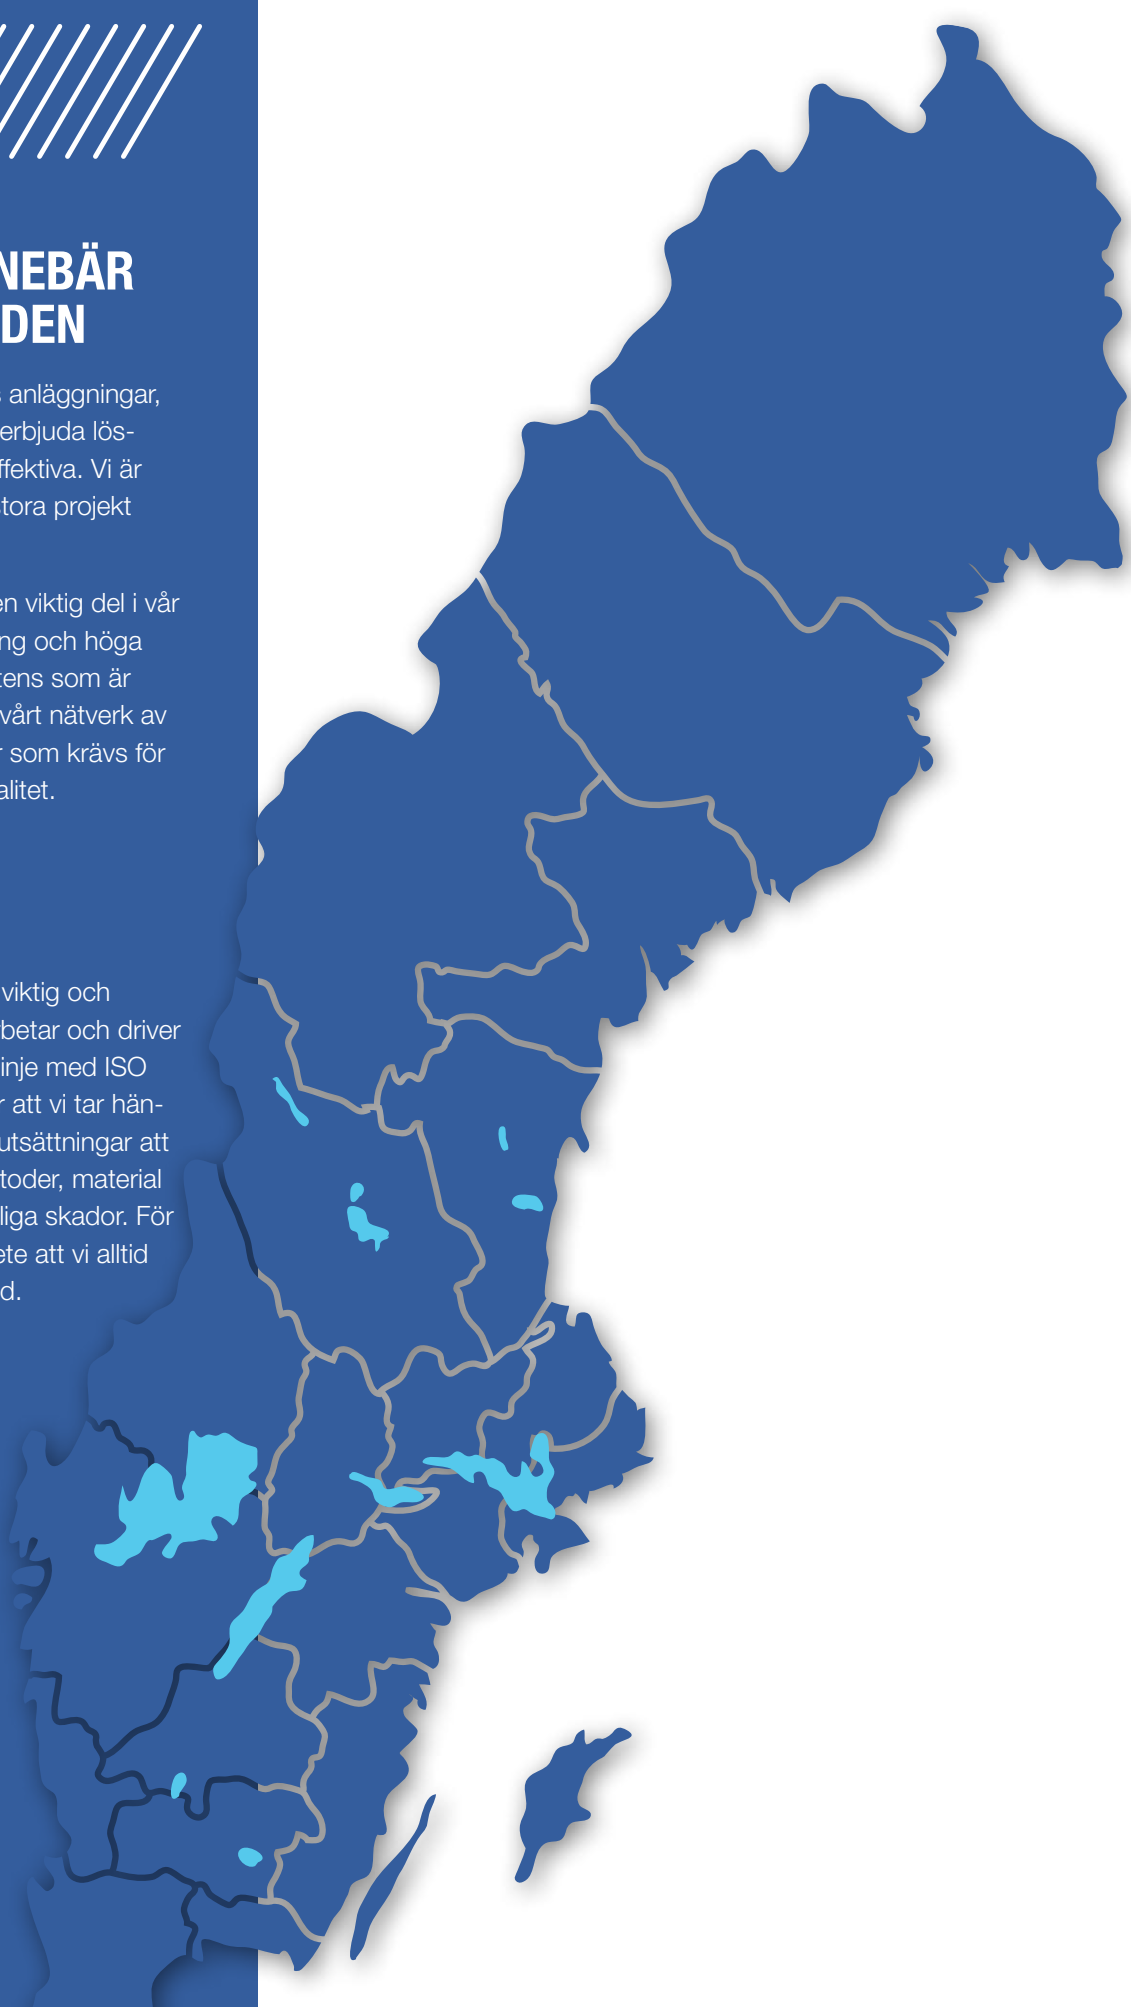 NEBÄR
DEN
s anläggningar,
erbjuda lös-
ffektiva. Vi är
stora projekt
en viktig del i vår
ng och höga
tens som är
vårt nätverk av
r som krävs för
alitet.
viktig och
betar och driver
linje med ISO
r att vi tar hän-
utsättningar att
toder, material
liga skador. För
ete att vi alltid
d.